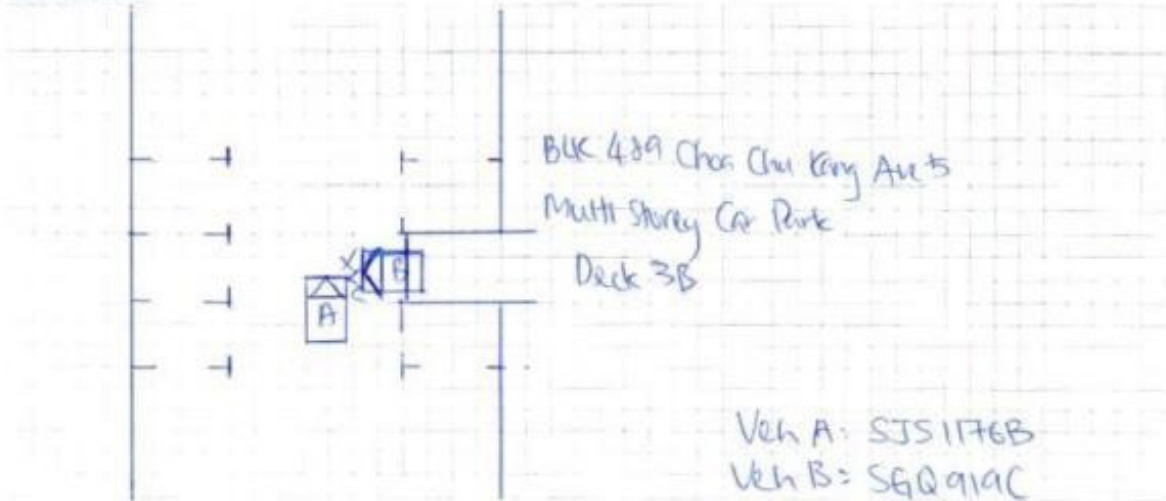 BLK 489 Choa Chu Kang Ave 5
Multi Storey Car Park
Deck 3B
B
A
Veh A: SJS1176B
Veh B: SGQ919C